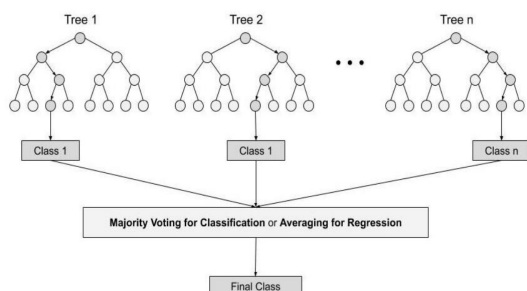 Tree 1 Tree 2 Tree n
Class 1 Class 1 Class n
Majority Voting for Classification or Averaging for Regression
Final Class